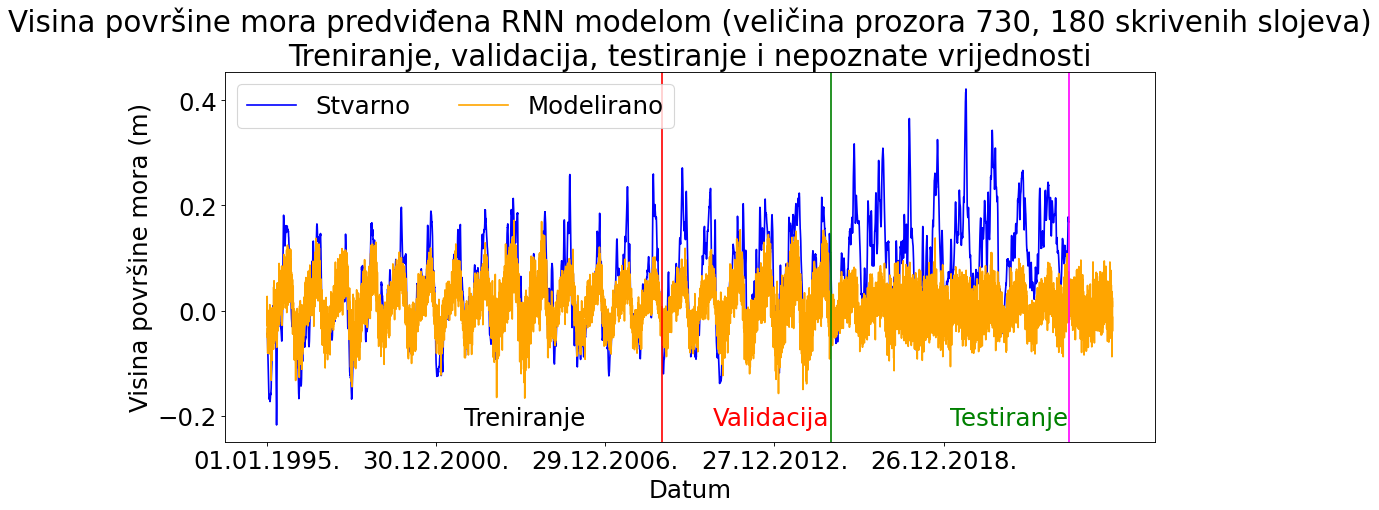 Visina površine mora predviđena RNN modelom (veličina prozora 730, 180 skrivenih slojeva)
Treniranje, validacija, testiranje i nepoznate vrijednosti
Stvarno
Modelirano
Visina površine mora (m)
0.4
0.2
0.0
−0.2
Treniranje
Validacija
Testiranje
01.01.1995.
30.12.2000.
29.12.2006.
27.12.2012.
26.12.2018.
Datum